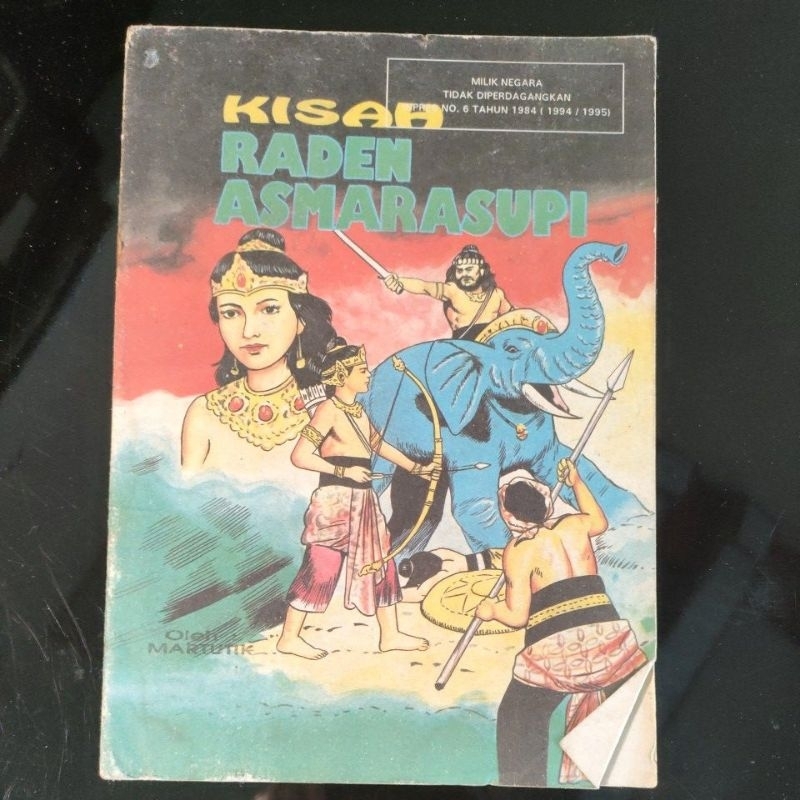 MILIK NEGARA
TIDAK DIPERDAGANGKAN
INPRES NO. 6 TAHUN 1984 ( 1994 / 1995)
KISAH
RADEN
ASMARASUPI
Oleh :
MARTUTIK